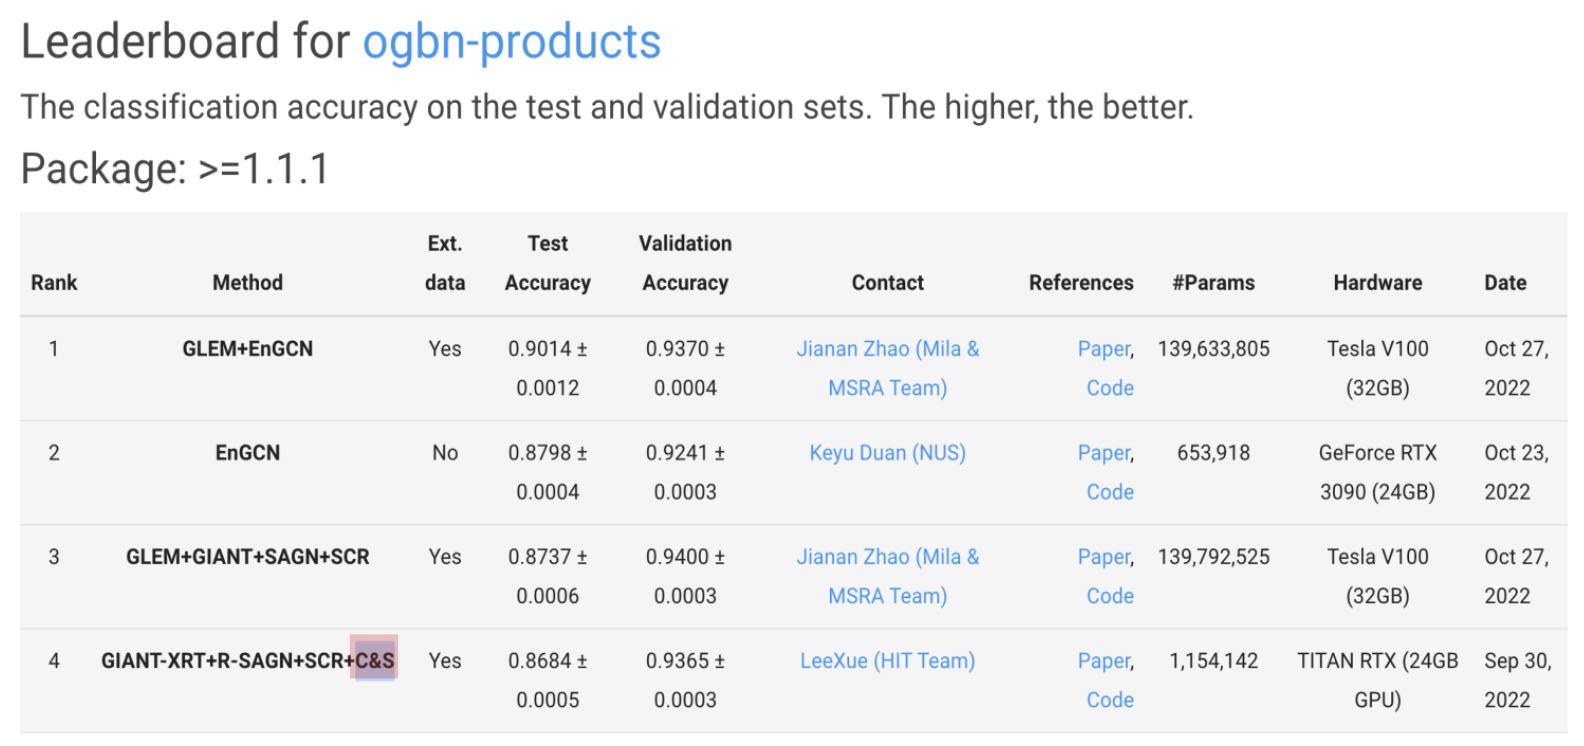 Leaderboard for ogbn-products
The classification accuracy on the test and validation sets. The higher, the better.
Package: >=1.1.1
Rank Method Ext. data Test Accuracy Validation Accuracy Contact References #Params Hardware Date
1 GLEM+EnGCN Yes 0.9014 ± 0.0012 0.9370 ± 0.0004 Jianan Zhao (Mila & MSRA Team) Paper, Code 139,633,805 Tesla V100 (32GB) Oct 27, 2022
2 EnGCN No 0.8798 ± 0.0004 0.9241 ± 0.0003 Keyu Duan (NUS) Paper, Code 653,918 GeForce RTX 3090 (24GB) Oct 23, 2022
3 GLEM+GIANT+SAGN+SCR Yes 0.8737 ± 0.0006 0.9400 ± 0.0003 Jianan Zhao (Mila & MSRA Team) Paper, Code 139,792,525 Tesla V100 (32GB) Oct 27, 2022
4 GIANT-XRT+R-SAGN+SCR+C&S Yes 0.8684 ± 0.0005 0.9365 ± 0.0003 LeeXue (HIT Team) Paper, Code 1,154,142 TITAN RTX (24GB GPU) Sep 30, 2022